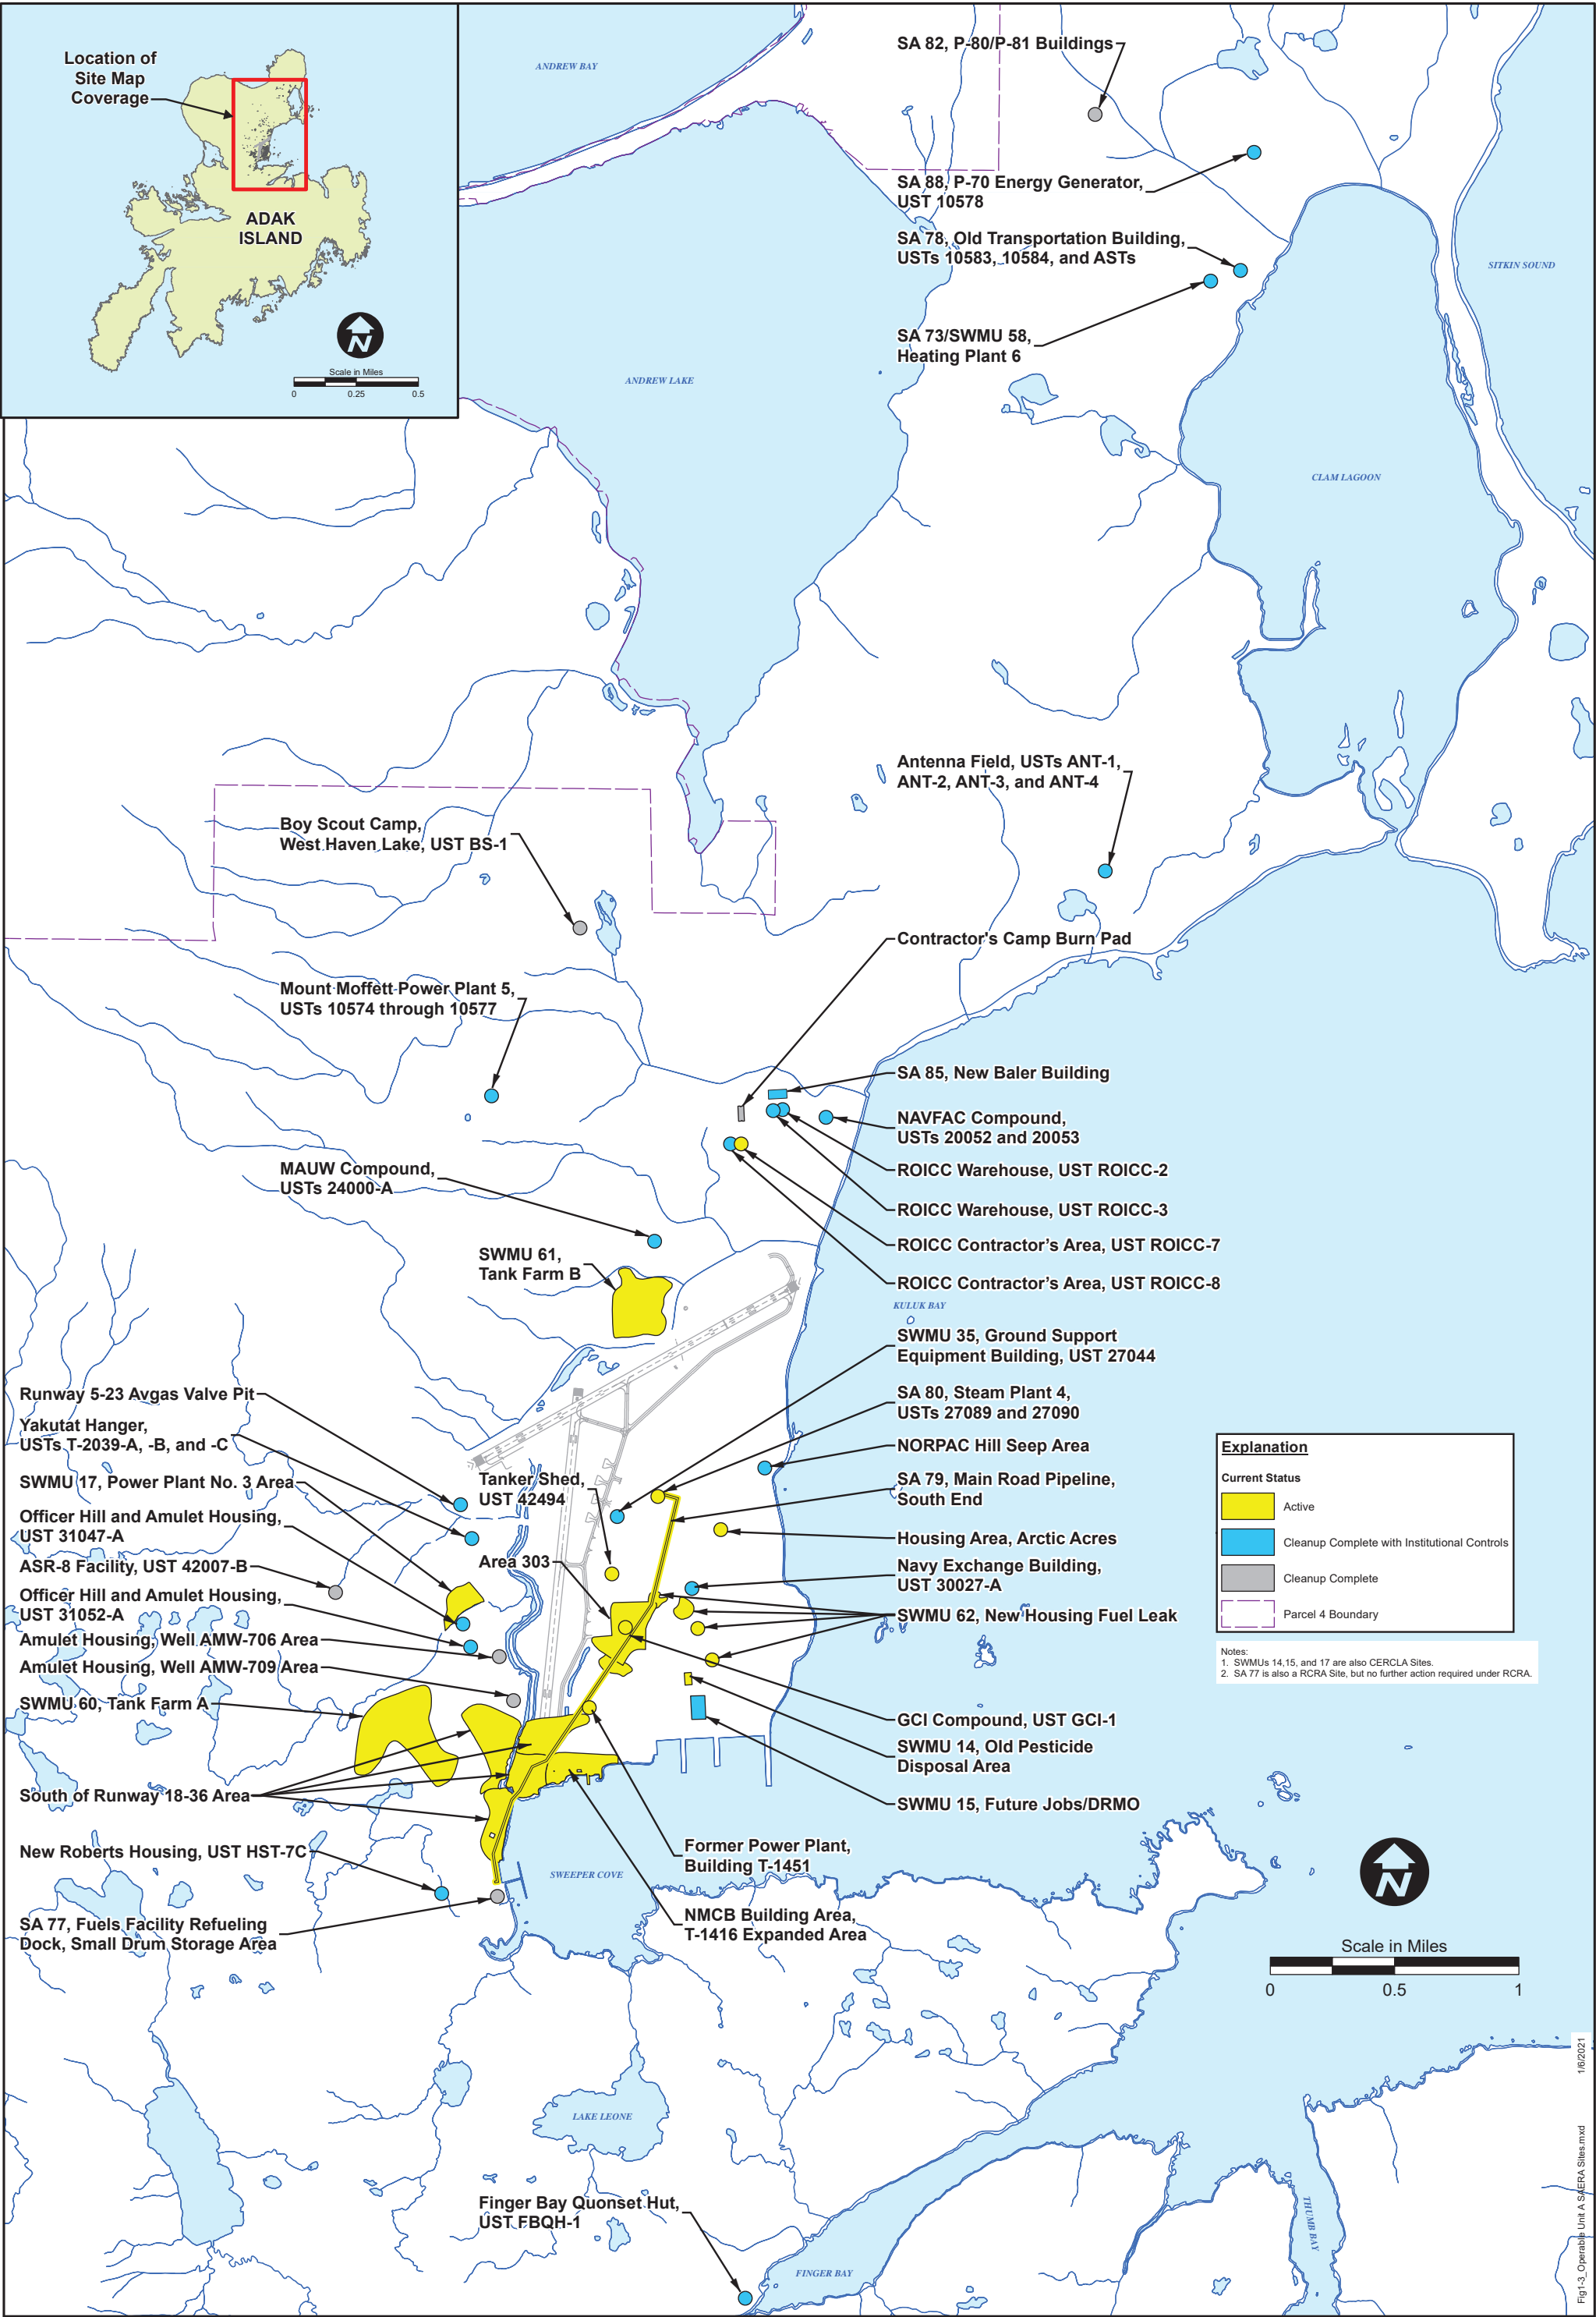 Location of
Site Map
Coverage
ADAK
ISLAND
N
Scale in Miles
0 0.25 0.5
ANDREW BAY
SA 82, P-80/P-81 Buildings
SA 88, P-70 Energy Generator,
UST 10578
SA 78, Old Transportation Building,
USTs 10583, 10584, and ASTs
SITKIN SOUND
SA 73/SWMU 58,
Heating Plant 6
ANDREW LAKE
CLAM LAGOON
Antenna Field, USTs ANT-1,
ANT-2, ANT-3, and ANT-4
Boy Scout Camp,
West Haven Lake, UST BS-1
Contractor's Camp Burn Pad
Mount Moffett Power Plant 5,
USTs 10574 through 10577
SA 85, New Baler Building
NAVFAC Compound,
USTs 20052 and 20053
MAUW Compound,
USTs 24000-A
ROICC Warehouse, UST ROICC-2
ROICC Warehouse, UST ROICC-3
ROICC Contractor's Area, UST ROICC-7
SWMU 61,
Tank Farm B
ROICC Contractor's Area, UST ROICC-8
KULUK BAY
SWMU 35, Ground Support
Equipment Building, UST 27044
Runway 5-23 Avgas Valve Pit
SA 80, Steam Plant 4,
USTs 27089 and 27090
Yakutat Hanger,
USTs T-2039-A, -B, and -C
NORPAC Hill Seep Area
SWMU 17, Power Plant No. 3 Area
Tanker Shed,
UST 42494
SA 79, Main Road Pipeline,
South End
Officer Hill and Amulet Housing,
UST 31047-A
Housing Area, Arctic Acres
ASR-8 Facility, UST 42007-B
Area 303
Navy Exchange Building,
UST 30027-A
Officer Hill and Amulet Housing,
UST 31052-A
SWMU 62, New Housing Fuel Leak
Amulet Housing, Well AMW-706 Area
Amulet Housing, Well AMW-709 Area
SWMU 60, Tank Farm A
GCI Compound, UST GCI-1
SWMU 14, Old Pesticide
Disposal Area
South of Runway 18-36 Area
SWMU 15, Future Jobs/DRMO
New Roberts Housing, UST HST-7C
Former Power Plant,
Building T-1451
SWEEPER COVE
SA 77, Fuels Facility Refueling
Dock, Small Drum Storage Area
NMCB Building Area,
T-1416 Expanded Area
Explanation
Current Status
Active
Cleanup Complete with Institutional Controls
Cleanup Complete
Parcel 4 Boundary
Notes:
1. SWMUs 14,15, and 17 are also CERCLA Sites.
2. SA 77 is also a RCRA Site, but no further action required under RCRA.
N
Scale in Miles
0 0.5 1
LAKE LEONE
Finger Bay Quonset Hut,
UST FBQH-1
FINGER BAY
THUMB BAY
Fig1-3_Operable Unit A SAERA Sites.mxd 1/6/2021